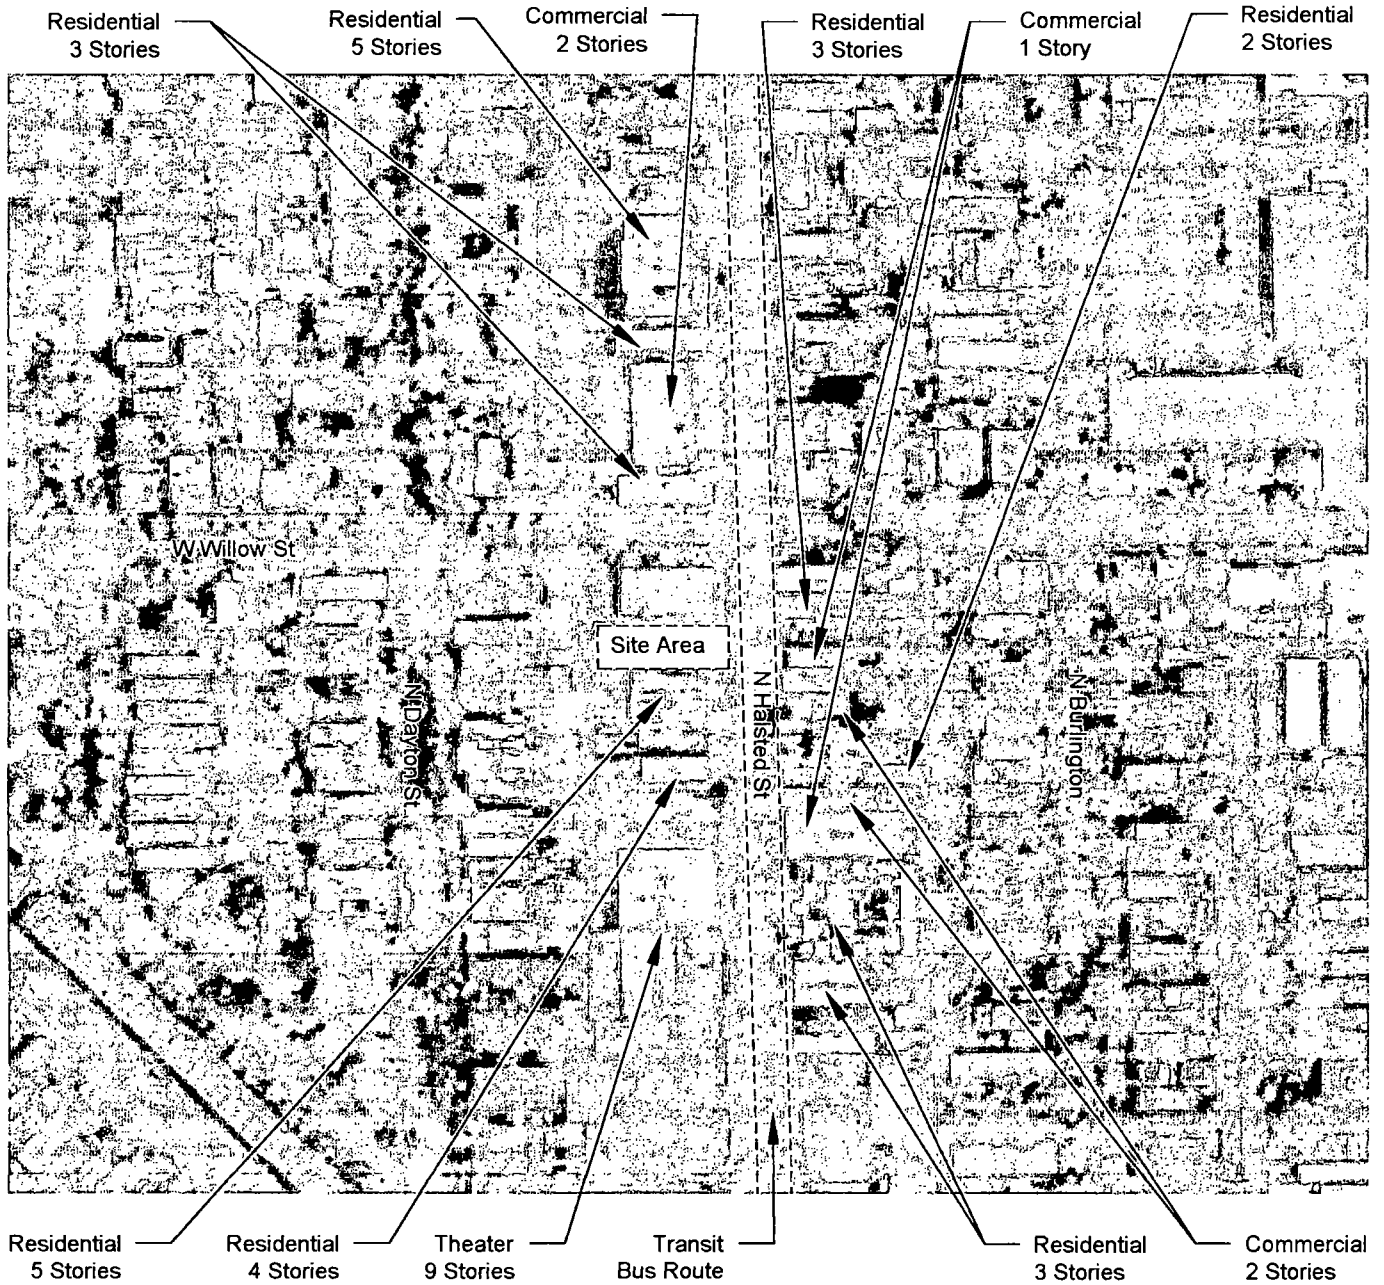 Residential
3 Stories
Residential
5 Stories
Commercial
2 Stories
Residential
3 Stories
Commercial
1 Story
Residential
2 Stories
W Willow St
Site Area
N Dayton St
N Halsted St
N Burrington
Residential
5 Stories
Residential
4 Stories
Theater
9 Stories
Transit
Bus Route
Residential
3 Stories
Commercial
2 Stories